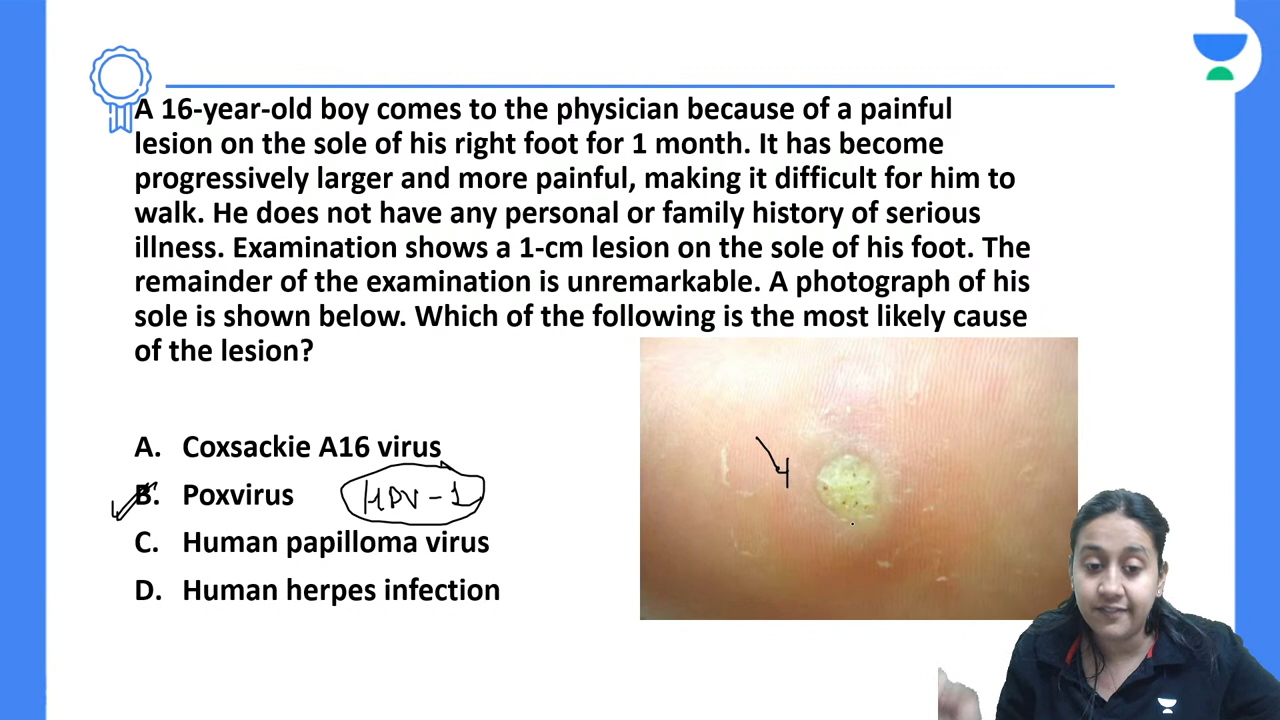 A 16-year-old boy comes to the physician because of a painful
lesion on the sole of his right foot for 1 month. It has become
progressively larger and more painful, making it difficult for him to
walk. He does not have any personal or family history of serious
illness. Examination shows a 1-cm lesion on the sole of his foot. The
remainder of the examination is unremarkable. A photograph of his
sole is shown below. Which of the following is the most likely cause
of the lesion?
A. Coxsackie A16 virus
B. Poxvirus
HPV-1
C. Human papilloma virus
D. Human herpes infection